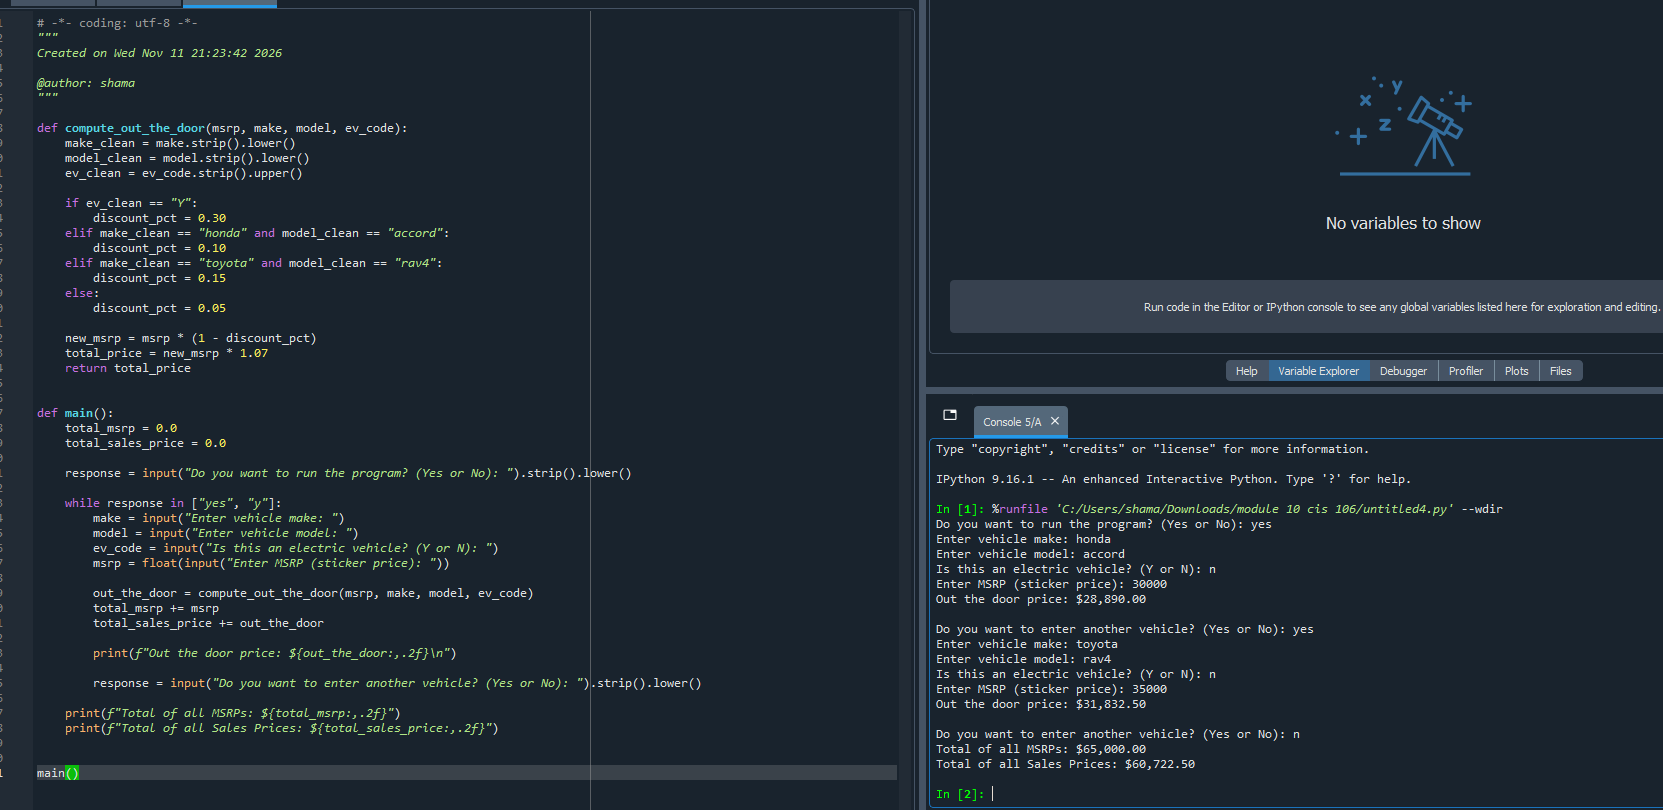 # -*- coding: utf-8 -*-
"""
Created on Wed Nov 11 21:23:42 2026

@author: shama
"""

def compute_out_the_door(msrp, make, model, ev_code):
    make_clean = make.strip().lower()
    model_clean = model.strip().lower()
    ev_clean = ev_code.strip().upper()

    if ev_clean == "Y":
        discount_pct = 0.30
    elif make_clean == "honda" and model_clean == "accord":
        discount_pct = 0.10
    elif make_clean == "toyota" and model_clean == "rav4":
        discount_pct = 0.15
    else:
        discount_pct = 0.05

    new_msrp = msrp * (1 - discount_pct)
    total_price = new_msrp * 1.07
    return total_price


def main():
    total_msrp = 0.0
    total_sales_price = 0.0

    response = input("Do you want to run the program? (Yes or No): ").strip().lower()

    while response in ["yes", "y"]:
        make = input("Enter vehicle make: ")
        model = input("Enter vehicle model: ")
        ev_code = input("Is this an electric vehicle? (Y or N): ")
        msrp = float(input("Enter MSRP (sticker price): "))

        out_the_door = compute_out_the_door(msrp, make, model, ev_code)
        total_msrp += msrp
        total_sales_price += out_the_door

        print(f"Out the door price: ${out_the_door:,.2f}\n")

        response = input("Do you want to enter another vehicle? (Yes or No): ").strip().lower()

    print(f"Total of all MSRPs: ${total_msrp:,.2f}")
    print(f"Total of all Sales Prices: ${total_sales_price:,.2f}")


main()
x y z
No variables to show
Run code in the Editor or IPython console to see any global variables listed here for exploration and editing.
Help Variable Explorer Debugger Profiler Plots Files
Console 5/A
Type "copyright", "credits" or "license" for more information.

IPython 9.16.1 -- An enhanced Interactive Python. Type '?' for help.

In [1]: %runfile 'C:/Users/shama/Downloads/module 10 cis 106/untitled4.py' --wdir
Do you want to run the program? (Yes or No): yes
Enter vehicle make: honda
Enter vehicle model: accord
Is this an electric vehicle? (Y or N): n
Enter MSRP (sticker price): 30000
Out the door price: $28,890.00

Do you want to enter another vehicle? (Yes or No): yes
Enter vehicle make: toyota
Enter vehicle model: rav4
Is this an electric vehicle? (Y or N): n
Enter MSRP (sticker price): 35000
Out the door price: $31,832.50

Do you want to enter another vehicle? (Yes or No): n
Total of all MSRPs: $65,000.00
Total of all Sales Prices: $60,722.50

In [2]: